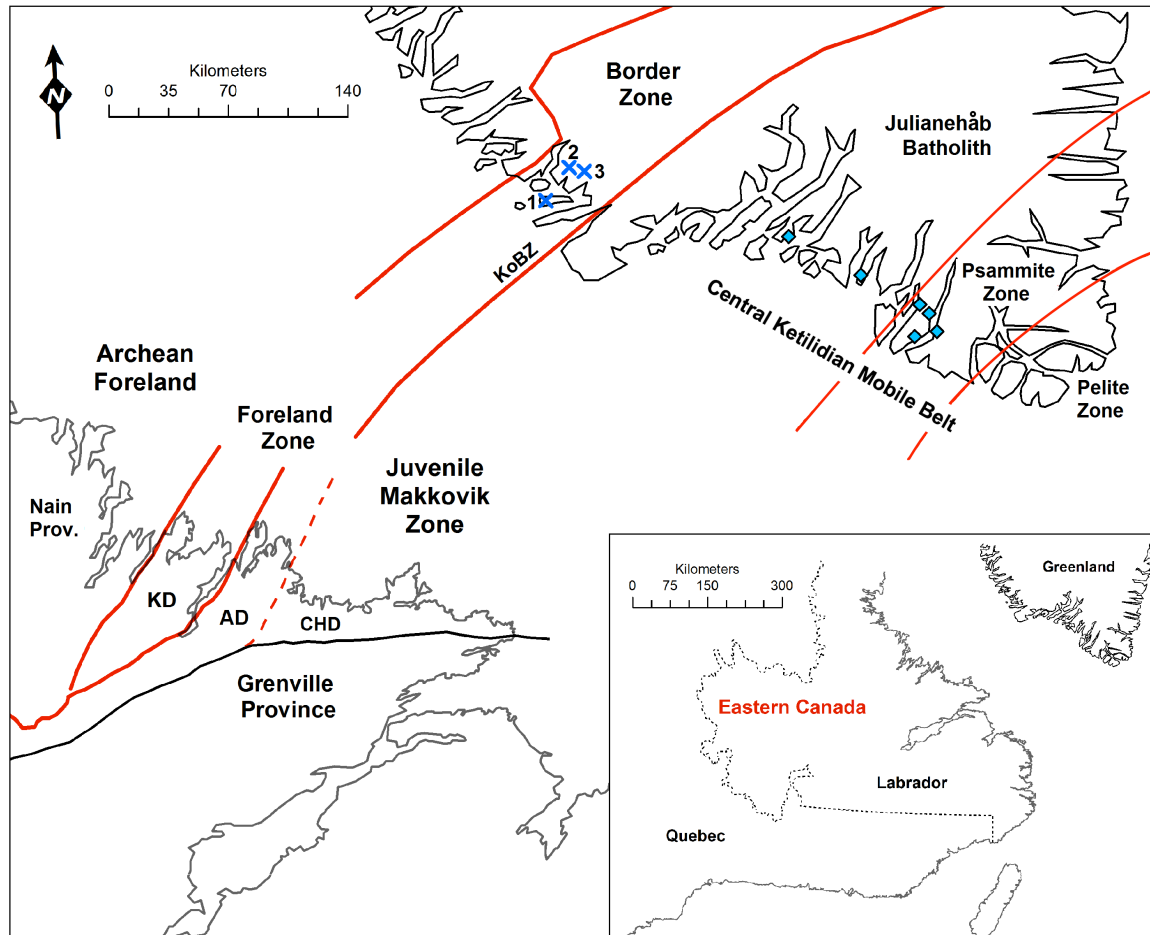 N
Kilometers
0 35 70 140
Border
Zone
Julianehåb
Batholith
2
3
1
KoBZ
Psammite
Zone
Central Ketilidian Mobile Belt
Pelite
Zone
Archean
Foreland
Foreland
Zone
Juvenile
Makkovik
Zone
Nain
Prov.
KD
AD
CHD
Grenville
Province
Kilometers
0 75 150 300
Greenland
Eastern Canada
Labrador
Quebec